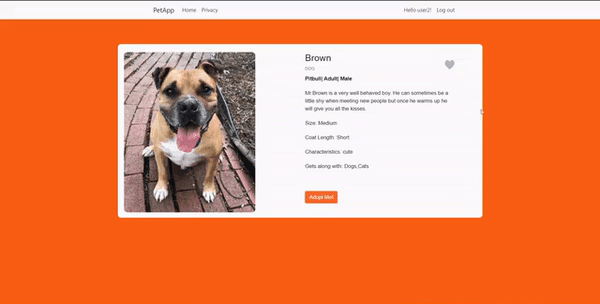 PetApp Home Privacy Hello user2! Log out
Brown
DOG
Pitbull| Adult| Male
Mr.Brown is a very well behaved boy. He can sometimes be a
little shy when meeting new people but once he warms up he
will give you all the kisses.
Size: Medium
Coat Length: Short
Characteristics: cute
Gets along with: Dogs,Cats
Adopt Me!